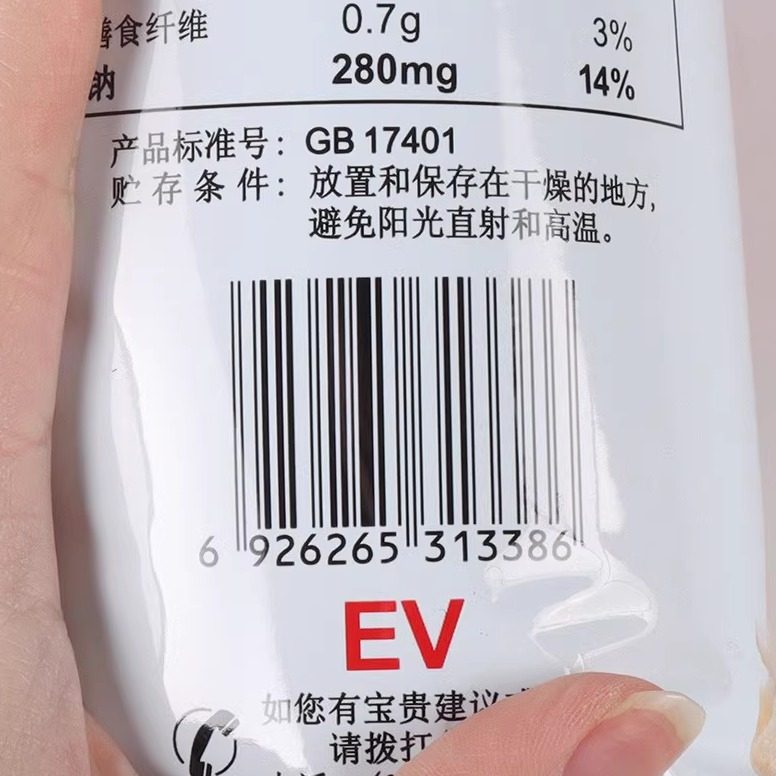 膳食纤维 0.7g 3%
钠 280mg 14%
产品标准号: GB 17401
贮存条件: 放置和保存在干燥的地方,
避免阳光直射和高温。
6 926265 313386
EV
如您有宝贵建议
请拨打